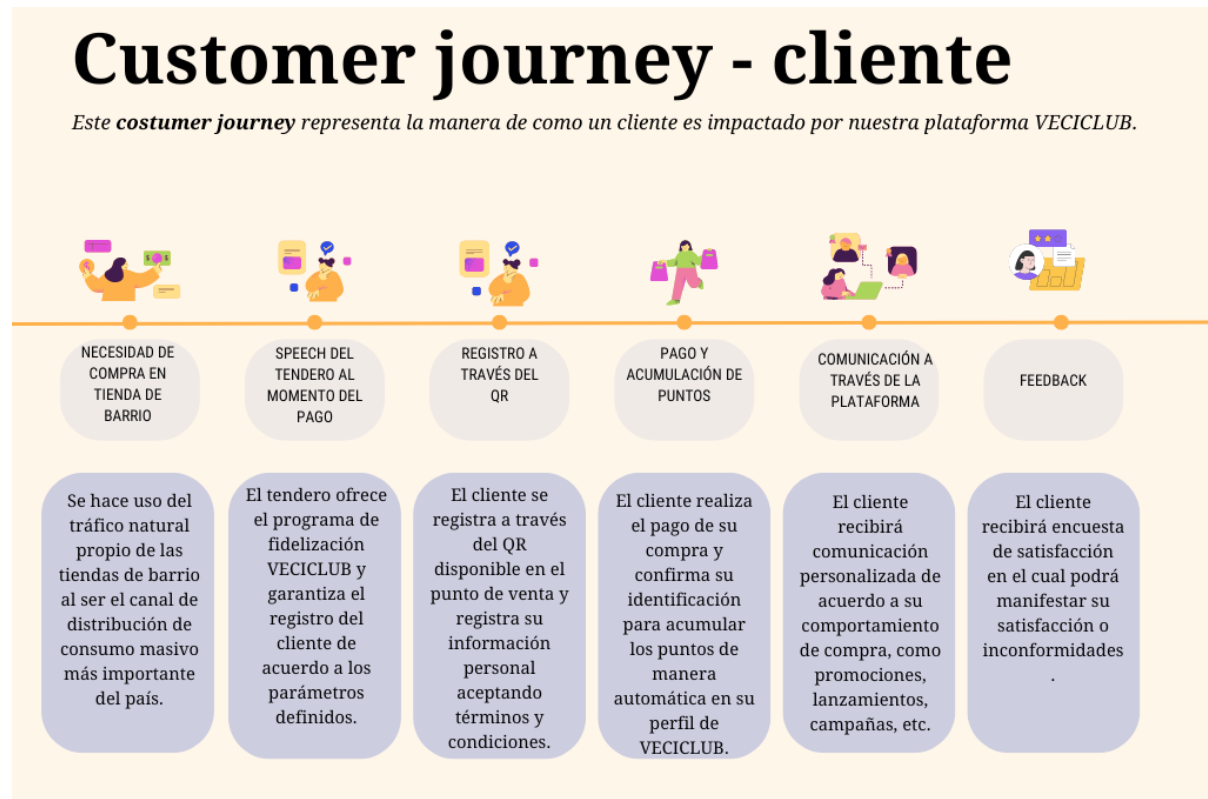 Customer journey - cliente
Este costumer journey representa la manera de como un cliente es impactado por nuestra plataforma VECICLUB.
NECESIDAD DE
COMPRA EN
TIENDA DE
BARRIO
SPEECH DEL
TENDERO AL
MOMENTO DEL
PAGO
REGISTRO A
TRAVÉS DEL
QR
PAGO Y
ACUMULACIÓN DE
PUNTOS
COMUNICACIÓN A
TRAVÉS DE LA
PLATAFORMA
FEEDBACK
Se hace uso del
tráfico natural
propio de las
tiendas de barrio
al ser el canal de
distribución de
consumo masivo
más importante
del país.
El tendero ofrece
el programa de
fidelización
VECICLUB y
garantiza el
registro del
cliente de
acuerdo a los
parámetros
definidos.
El cliente se
registra a través
del QR
disponible en el
punto de venta y
registra su
información
personal
aceptando
términos y
condiciones.
El cliente realiza
el pago de su
compra y
confirma su
identificación
para acumular
los puntos de
manera
automática en su
perfil de
VECICLUB.
El cliente
recibirá
comunicación
personalizada de
acuerdo a su
comportamiento
de compra, como
promociones,
lanzamientos,
campañas, etc.
El cliente
recibirá encuesta
de satisfacción
en el cual podrá
manifestar su
satisfacción o
inconformidades
.